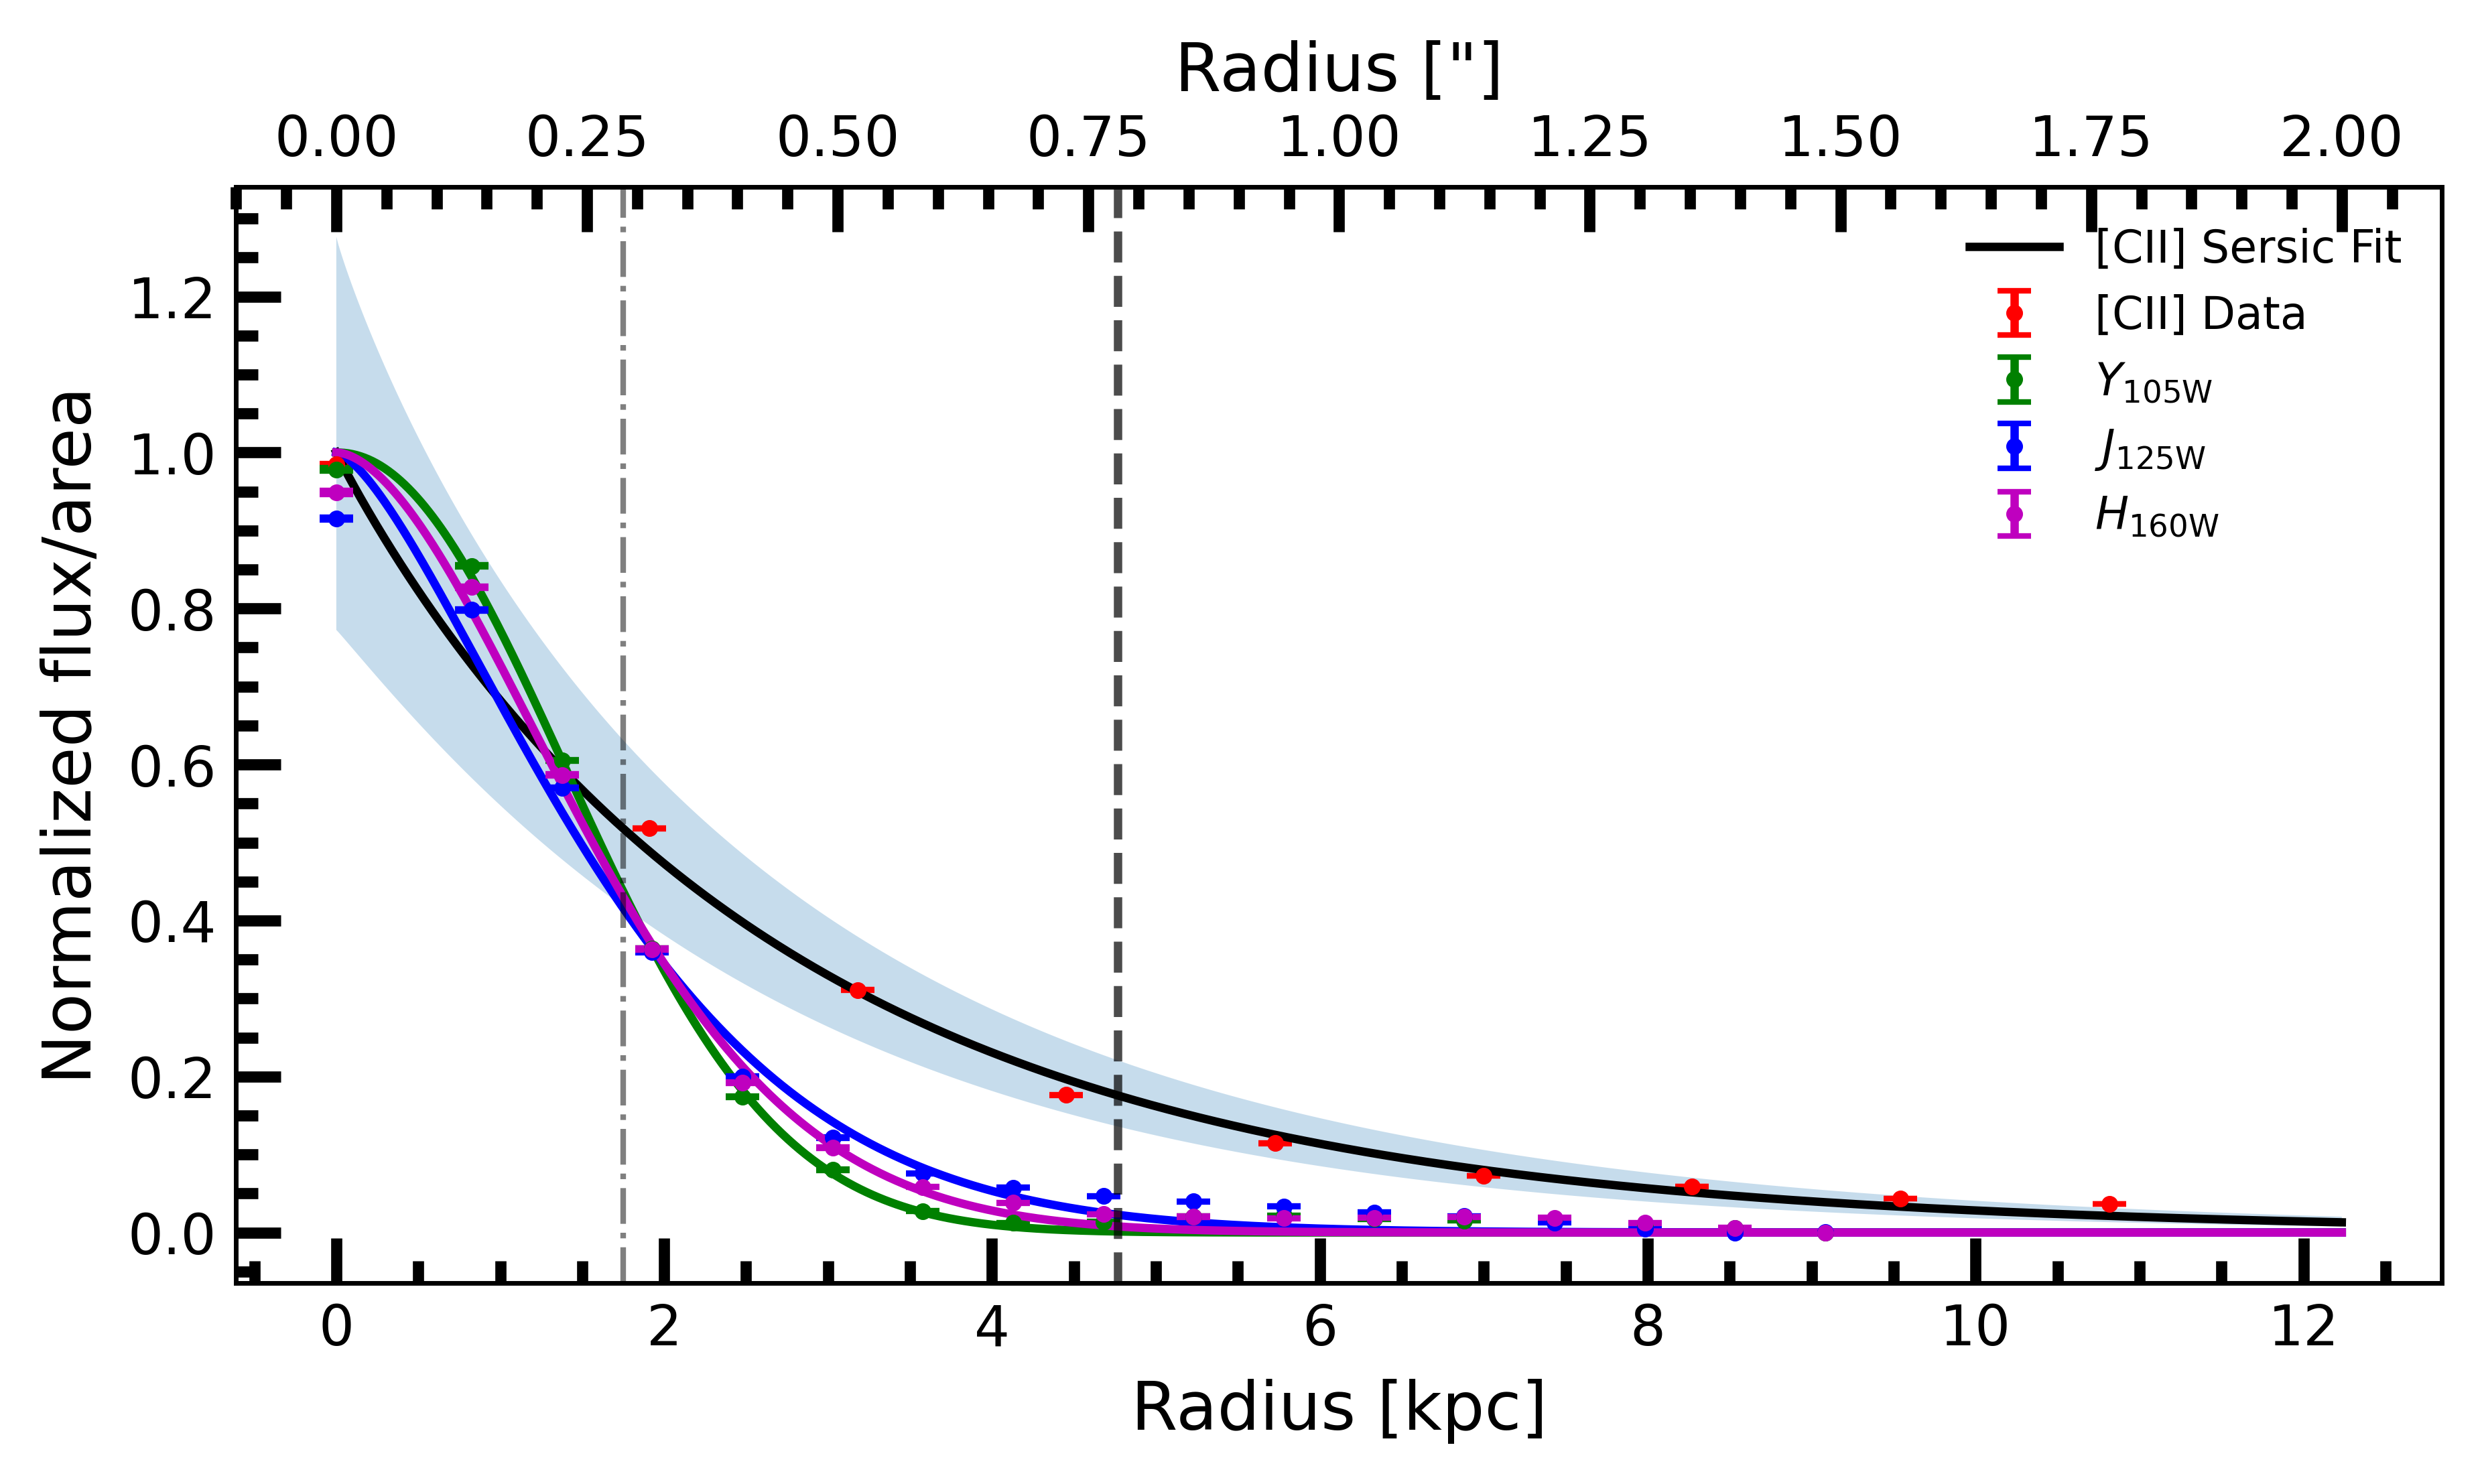 Radius ["]
0.00 0.25 0.50 0.75 1.00 1.25 1.50 1.75 2.00
[CII] Sersic Fit
[CII] Data
Y105W
J125W
H160W
Normalized flux/area
1.2
1.0
0.8
0.6
0.4
0.2
0.0
0 2 4 6 8 10 12
Radius [kpc]